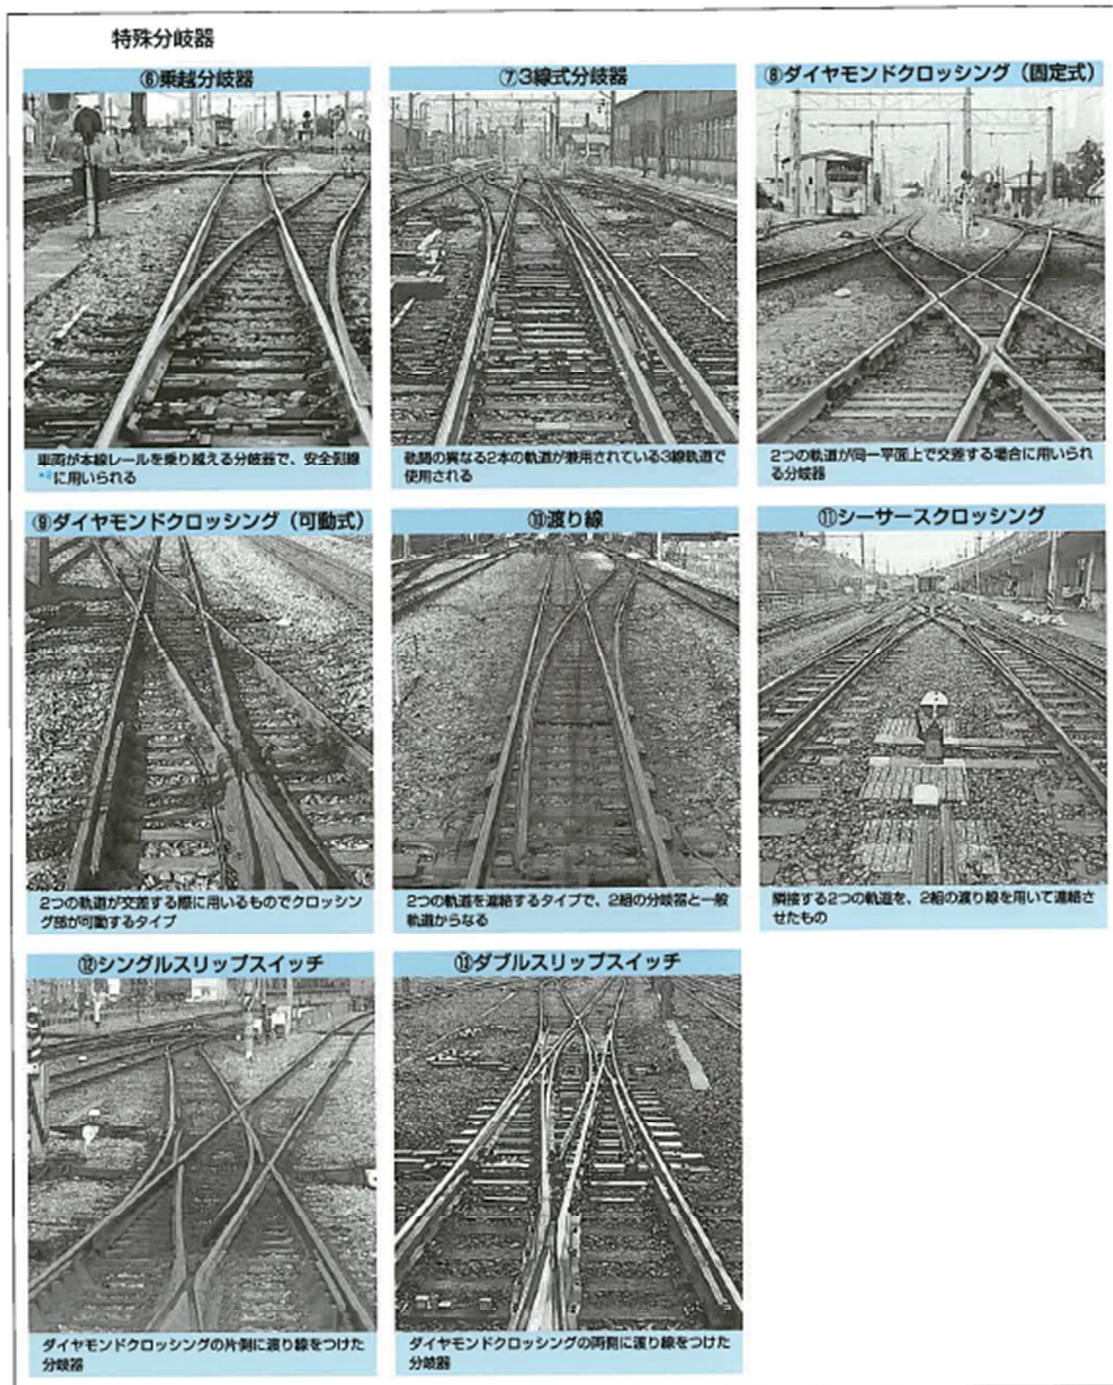 特殊分岐器
⑥乗越分岐器
車両が本線レールを乗り越える分岐器で、安全側線
に用いられる
⑦3線式分岐器
軌間の異なる2本の軌道が兼用されている3線軌道で
使用される
⑧ダイヤモンドクロッシング（固定式）
2つの軌道が同一平面上で交差する場合に用いられ
る分岐器
⑨ダイヤモンドクロッシング（可動式）
2つの軌道が交差する際に用いるものでクロッシン
グ部が可動するタイプ
⑩渡り線
2つの軌道を連絡するタイプで、2組の分岐器と一般
軌道からなる
⑪シーサースクロッシング
隣接する2つの軌道を、2組の渡り線を用いて連絡さ
せたもの
⑫シングルスリップスイッチ
ダイヤモンドクロッシングの片側に渡り線をつけた
分岐器
⑬ダブルスリップスイッチ
ダイヤモンドクロッシングの両側に渡り線をつけた
分岐器